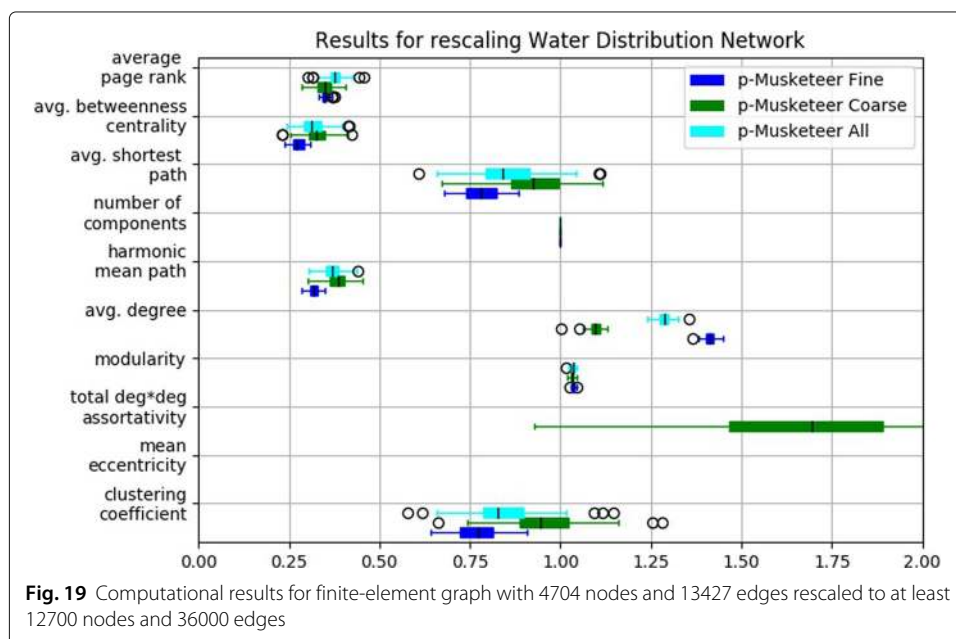 Results for rescaling Water Distribution Network
average
page rank
avg. betweenness
centrality
avg. shortest
path
number of
components
harmonic
mean path
avg. degree
modularity
total deg*deg
assortativity
mean
eccentricity
clustering
coefficient
p-Musketeer Fine
p-Musketeer Coarse
p-Musketeer All
0.00 0.25 0.50 0.75 1.00 1.25 1.50 1.75 2.00
Fig. 19 Computational results for finite-element graph with 4704 nodes and 13427 edges rescaled to at least
12700 nodes and 36000 edges